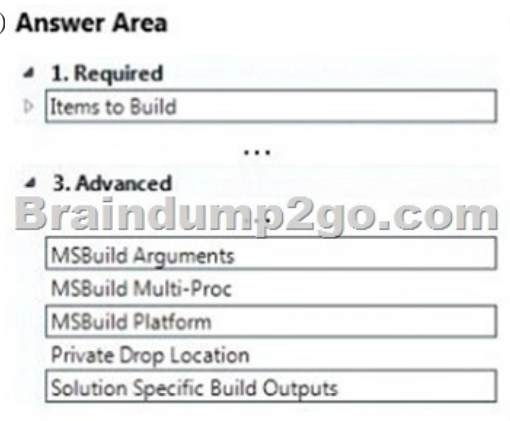 ) Answer Area
1. Required
Items to Build
...
3. Advanced
Braindump2go.com
MSBuild Arguments
MSBuild Multi-Proc
MSBuild Platform
Private Drop Location
Solution Specific Build Outputs